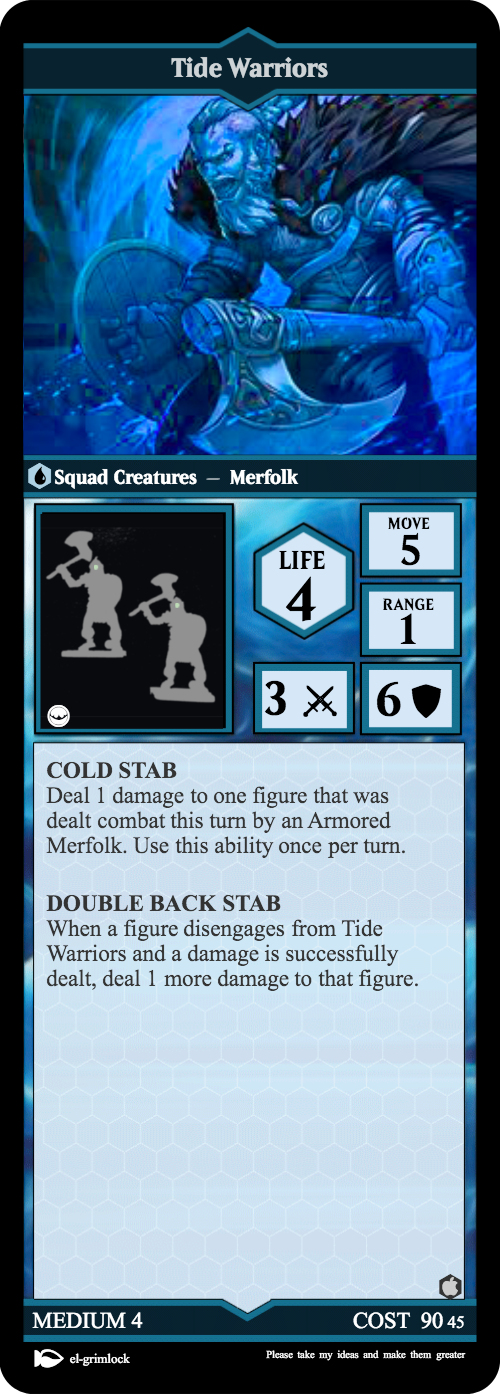 Tide Warriors
Squad Creatures — Merfolk
MOVE
5
LIFE
4
RANGE
1
3
6
COLD STAB
Deal 1 damage to one figure that was
dealt combat this turn by an Armored
Merfolk. Use this ability once per turn.
DOUBLE BACK STAB
When a figure disengages from Tide
Warriors and a damage is successfully
dealt, deal 1 more damage to that figure.
MEDIUM 4
COST 90 45
el-grimlock
Please take my ideas and make them greater